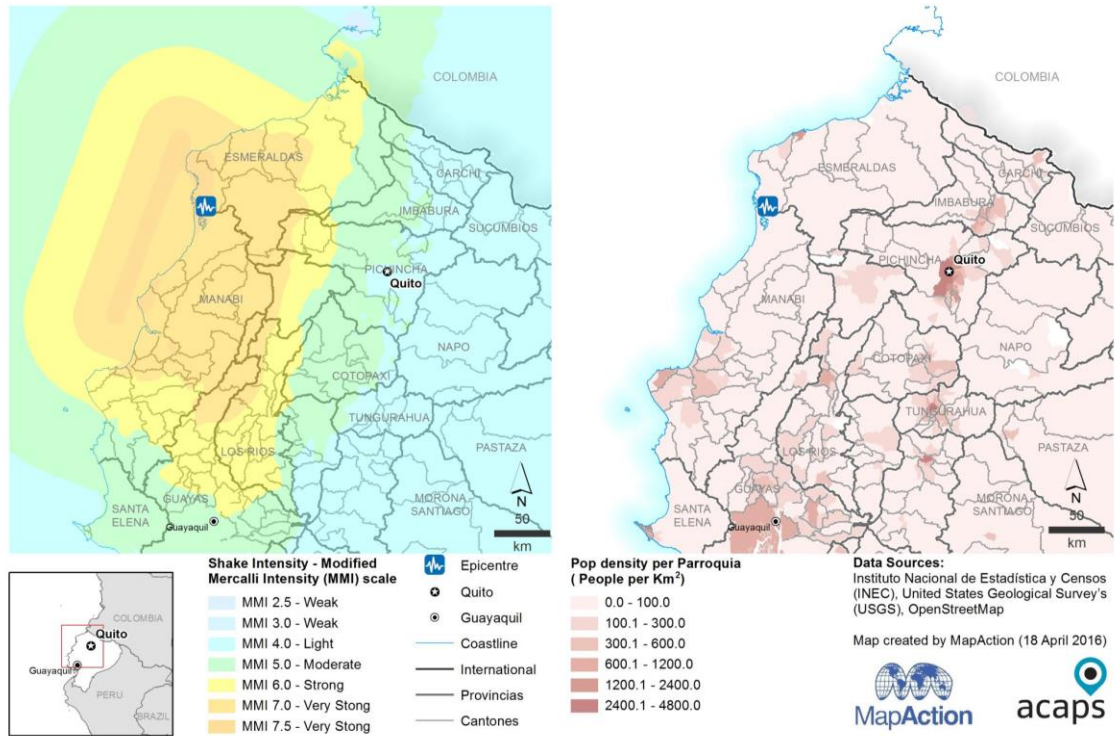 COLOMBIA
ESMERALDAS
CARCHI
IMBABURA
SUCUMBIOS
PICHINCHA
Quito
MANABI
NAPO
COTOPAXI
TUNGURAHUA
LOS RIOS
PASTAZA
GUAYAS
SANTA
ELENA
MORONA
SANTIAGO
Guayaquil
N
50
km
COLOMBIA
ESMERALDAS
CARCHI
IMBABURA
SUCUMBIOS
PICHINCHA
Quito
MANABI
NAPO
COTOPAXI
TUNGURAHUA
LOS RIOS
PASTAZA
GUAYAS
SANTA
ELENA
MORONA
SANTIAGO
Guayaquil
N
50
km
COLOMBIA
Quito
Guayaquil
PERU
BRAZIL
Shake Intensity - Modified
Mercalli Intensity (MMI) scale
MMI 2.5 - Weak
MMI 3.0 - Weak
MMI 4.0 - Light
MMI 5.0 - Moderate
MMI 6.0 - Strong
MMI 7.0 - Very Stong
MMI 7.5 - Very Stong
Epicentre
Quito
Guayaquil
Coastline
International
Provincias
Cantones
Pop density per Parroquia
( People per Km²)
0.0 - 100.0
100.1 - 300.0
300.1 - 600.0
600.1 - 1200.0
1200.1 - 2400.0
2400.1 - 4800.0
Data Sources:
Instituto Nacional de Estadística y Censos
(INEC), United States Geological Survey's
(USGS), OpenStreetMap
Map created by MapAction (18 April 2016)
MapAction
acaps